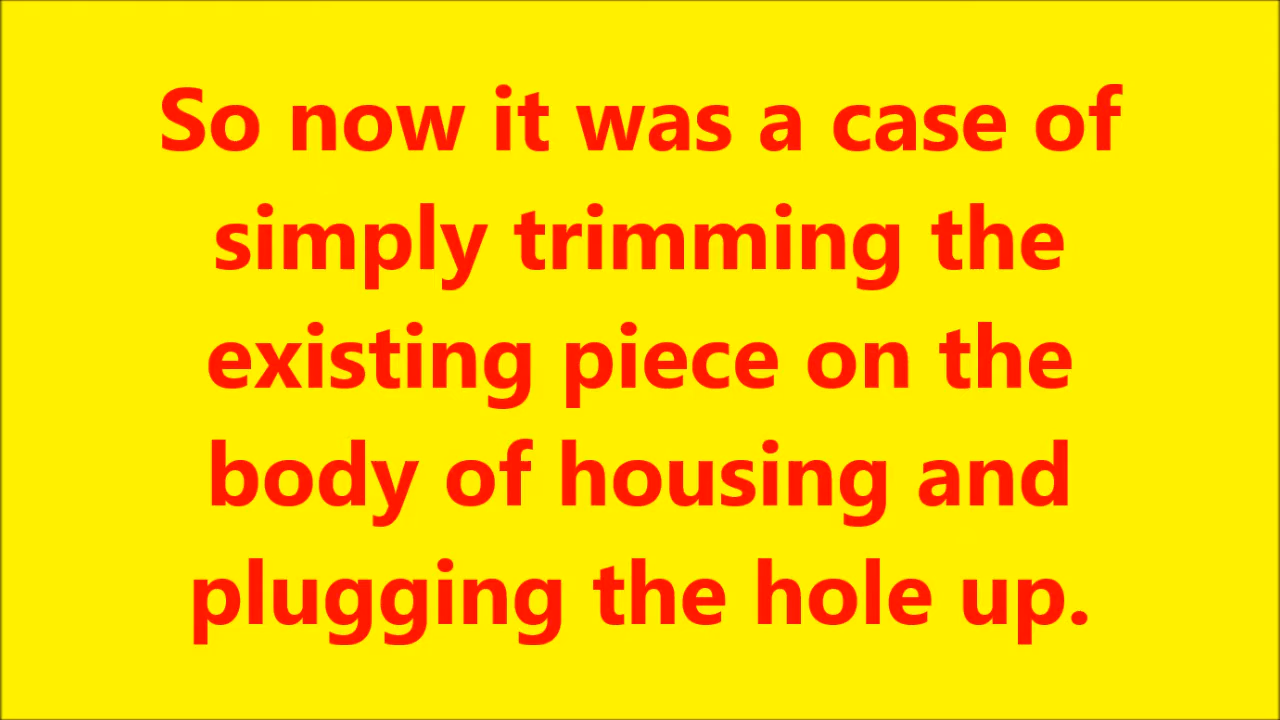 So now it was a case of
simply trimming the
existing piece on the
body of housing and
plugging the hole up.